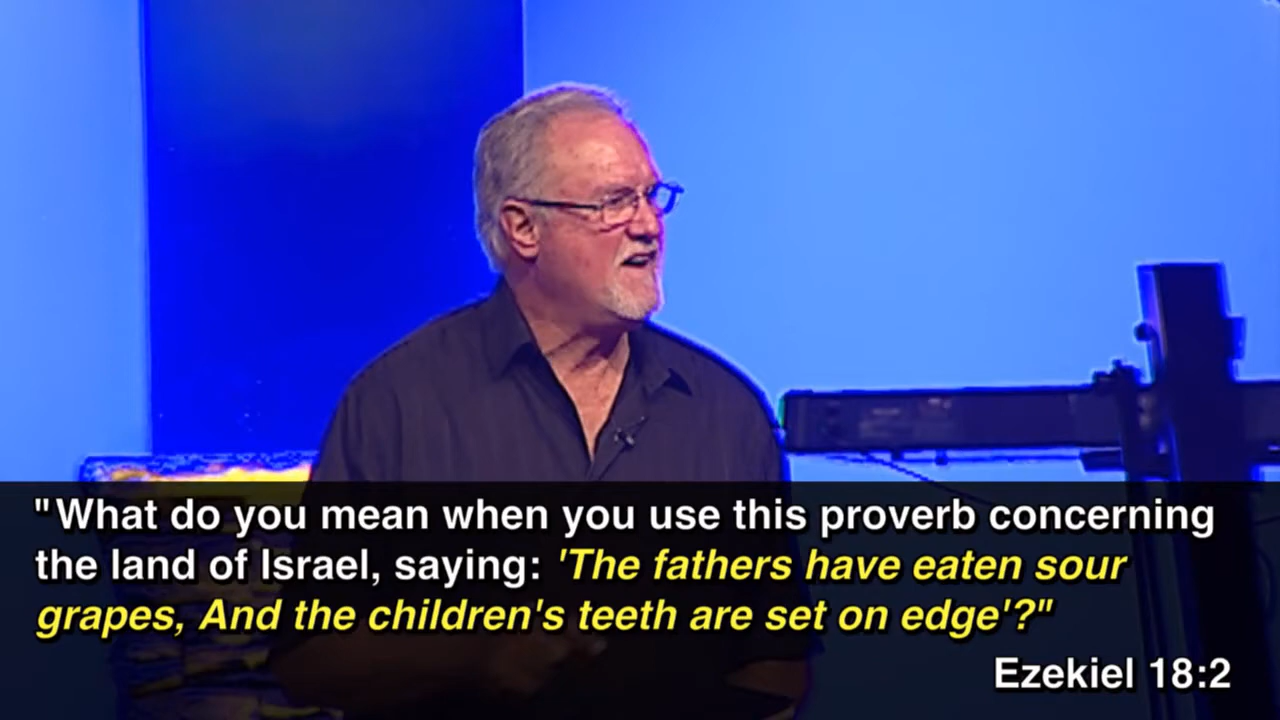 "What do you mean when you use this proverb concerning
the land of Israel, saying: 'The fathers have eaten sour
grapes, And the children's teeth are set on edge'?"
Ezekiel 18:2